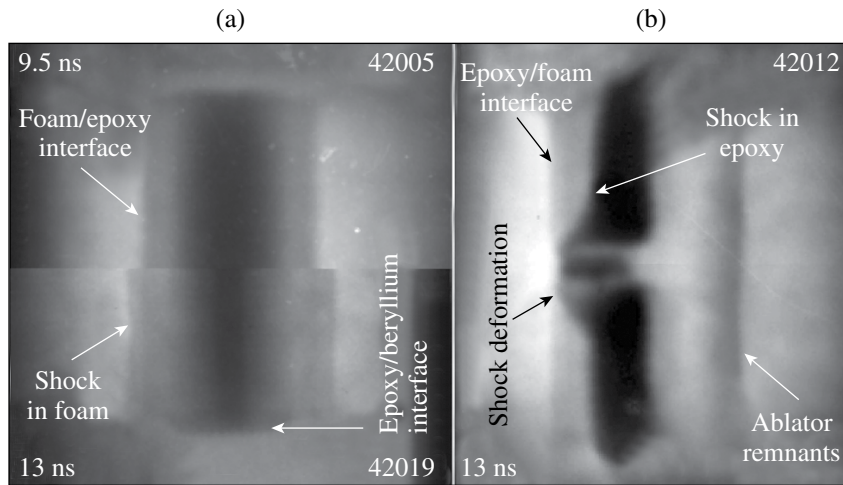 (a)
(b)
9.5 ns
42005
Foam/epoxy
interface
Shock
in foam
Epoxy/beryllium
interface
13 ns
42019
Epoxy/foam
interface
42012
Shock in
epoxy
Shock deformation
Ablator
remnants
13 ns